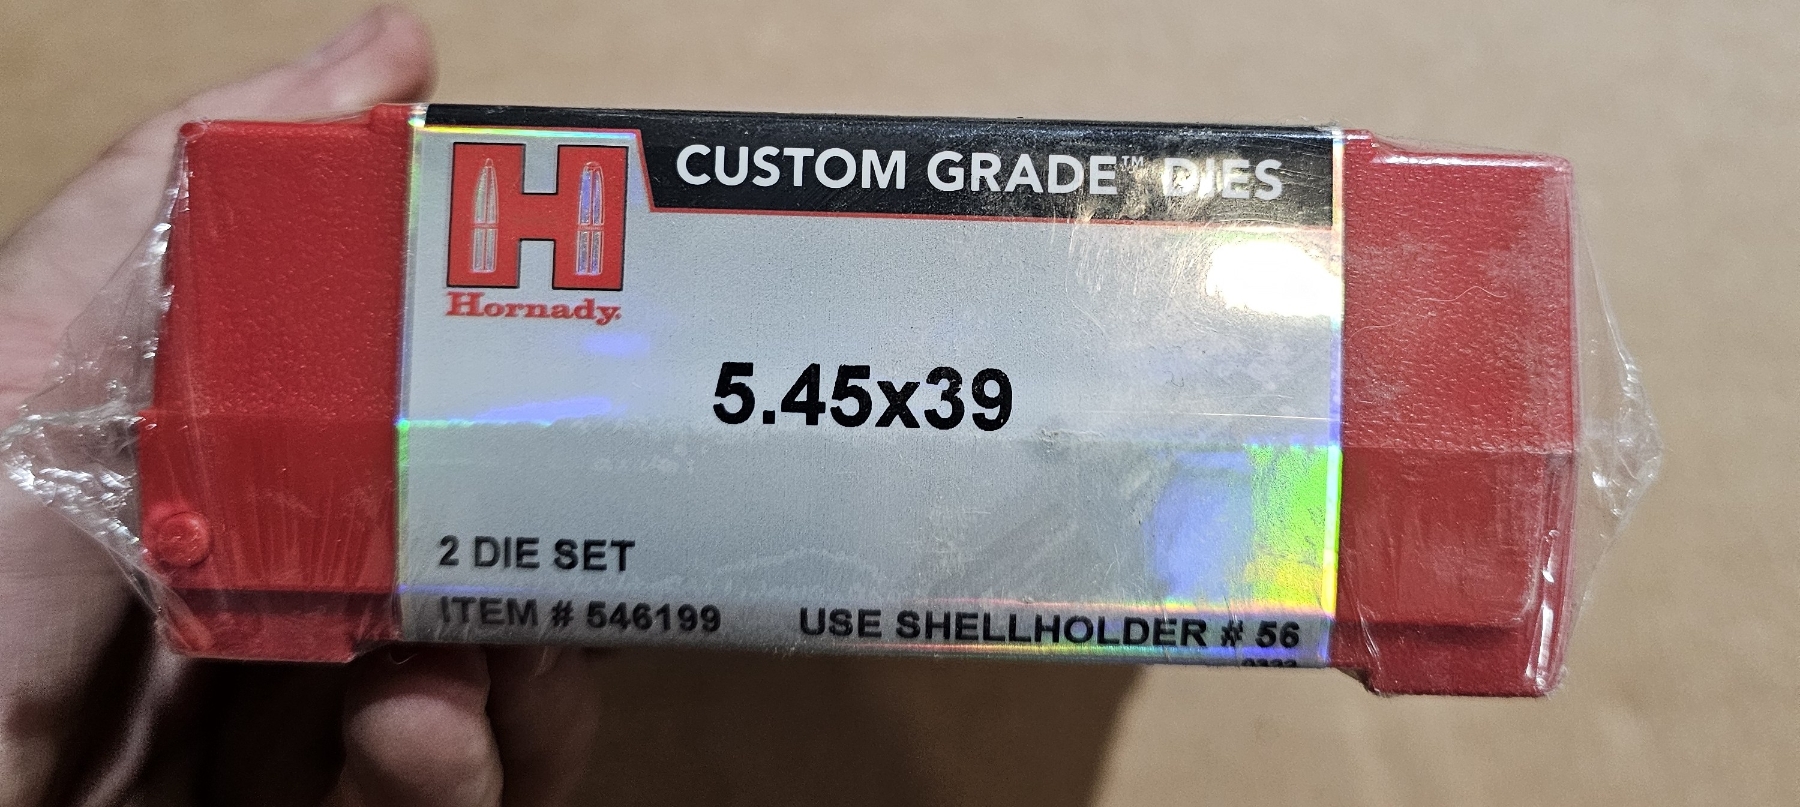 CUSTOM GRADE™ DIES
Hornady
5.45x39
2 DIE SET
ITEM # 546199 USE SHELLHOLDER # 56